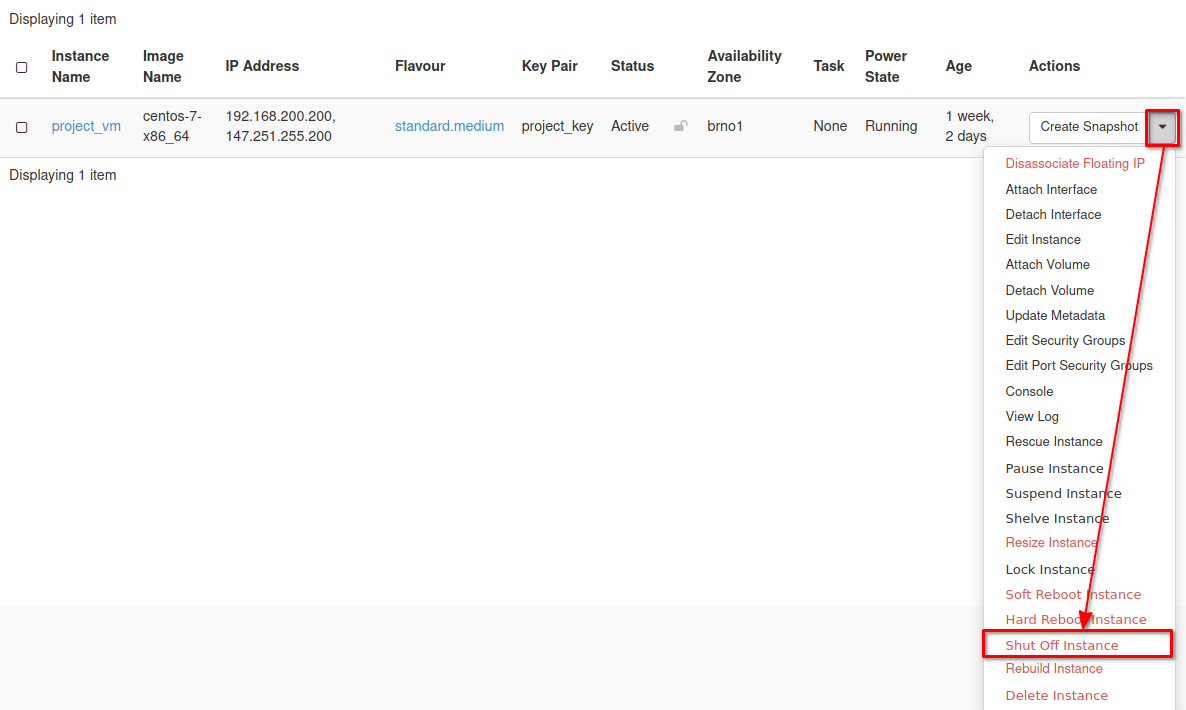 Displaying 1 item
Instance Name Image Name IP Address Flavour Key Pair Status Availability Zone Task Power State Age Actions
project_vm centos-7-x86_64 192.168.200.200, 147.251.255.200 standard.medium project_key Active brno1 None Running 1 week, 2 days Create Snapshot
Displaying 1 item
Disassociate Floating IP
Attach Interface
Detach Interface
Edit Instance
Attach Volume
Detach Volume
Update Metadata
Edit Security Groups
Edit Port Security Groups
Console
View Log
Rescue Instance
Pause Instance
Suspend Instance
Shelve Instance
Resize Instance
Lock Instance
Soft Reboot Instance
Hard Reboot Instance
Shut Off Instance
Rebuild Instance
Delete Instance